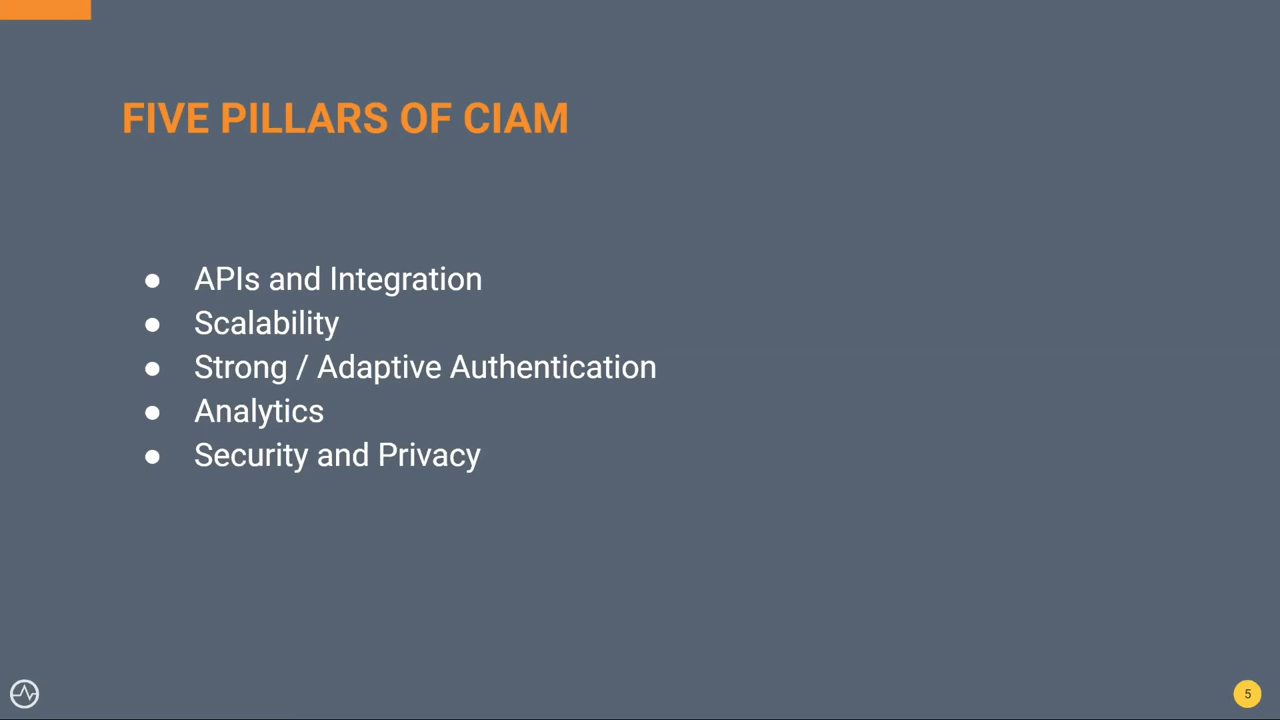 FIVE PILLARS OF CIAM
● APIs and Integration
● Scalability
● Strong / Adaptive Authentication
● Analytics
● Security and Privacy
5